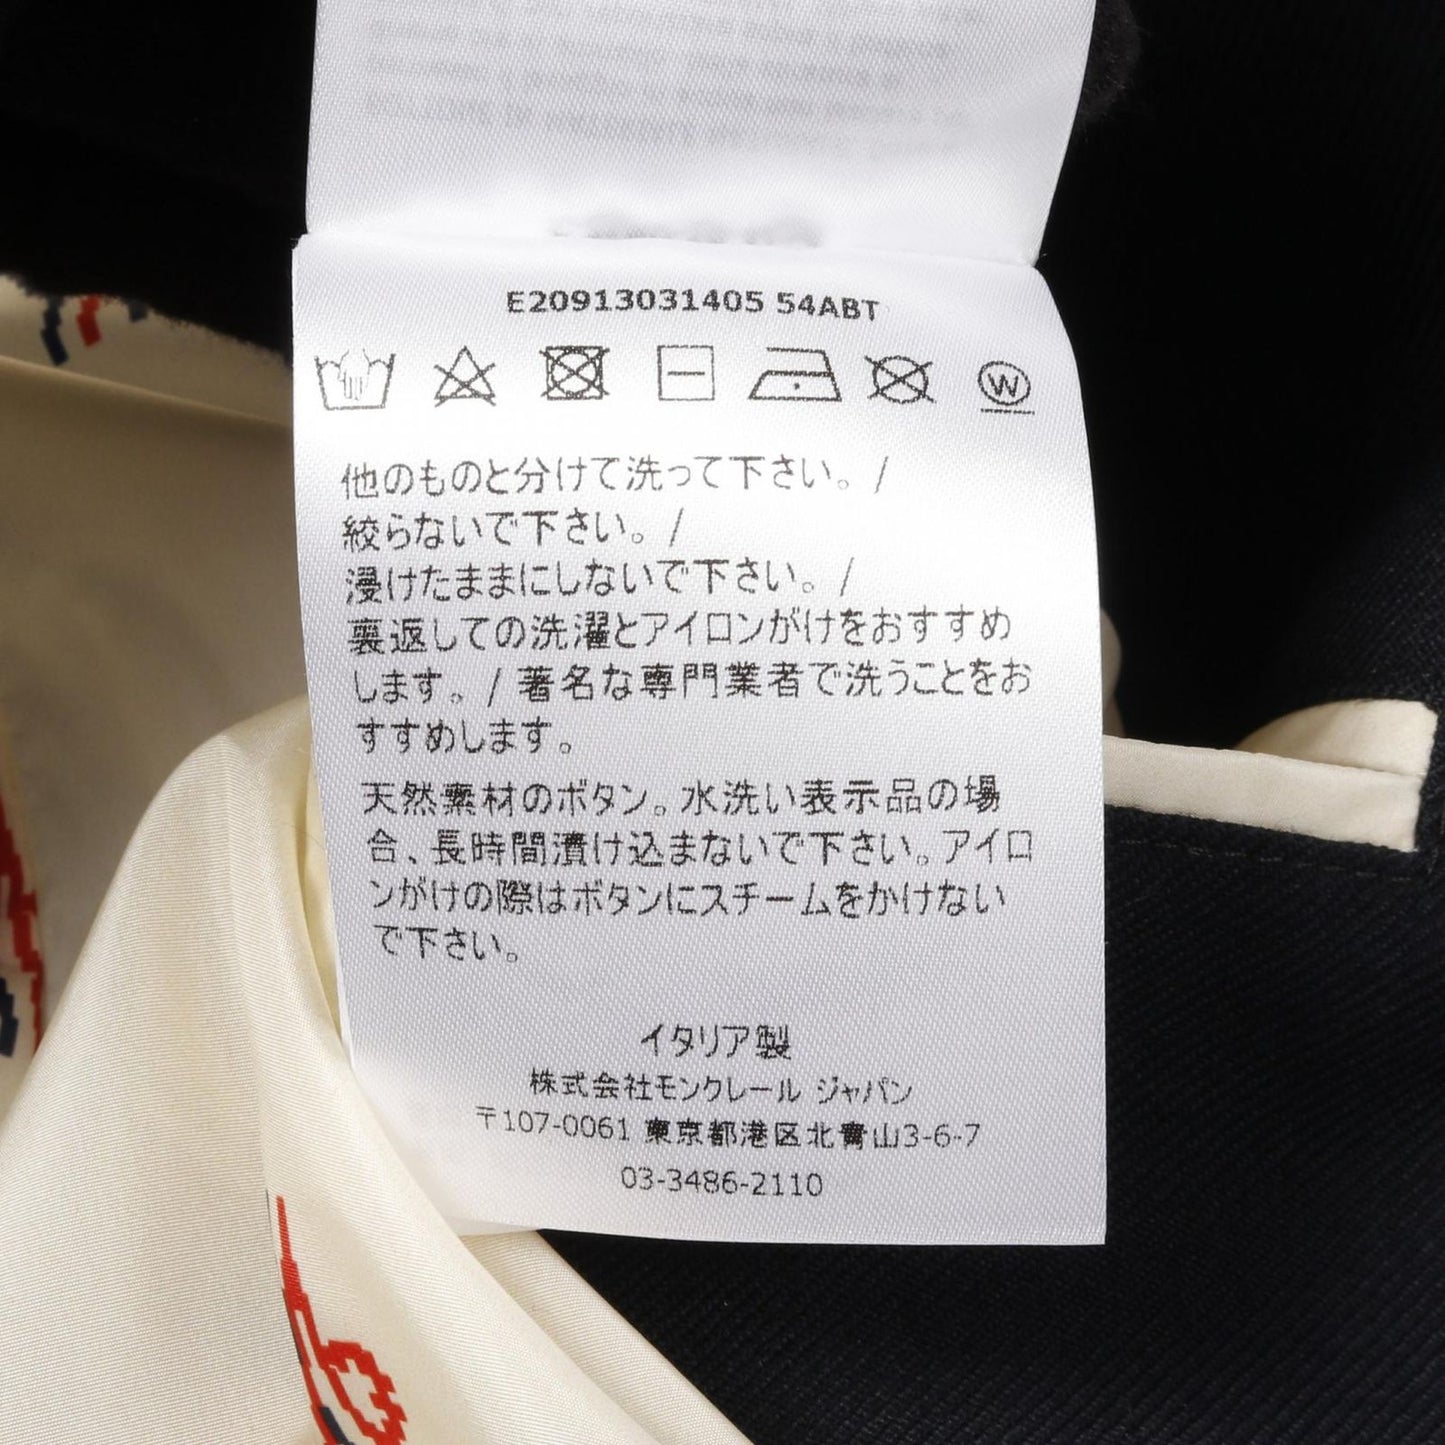 E20913031405 54ABT
W
他のものと分けて洗って下さい。/
絞らないで下さい。/
浸けたままにしないで下さい。/
裏返しての洗濯とアイロンがけをおすすめ
します。/ 著名な専門業者で洗うことをお
すすめします。
天然素材のボタン。水洗い表示品の場
合、長時間漬け込まないで下さい。アイロ
ンがけの際はボタンにスチームをかけない
で下さい。
イタリア製
株式会社モンクレール ジャパン
〒107-0061 東京都港区北青山3-6-7
03-3486-2110